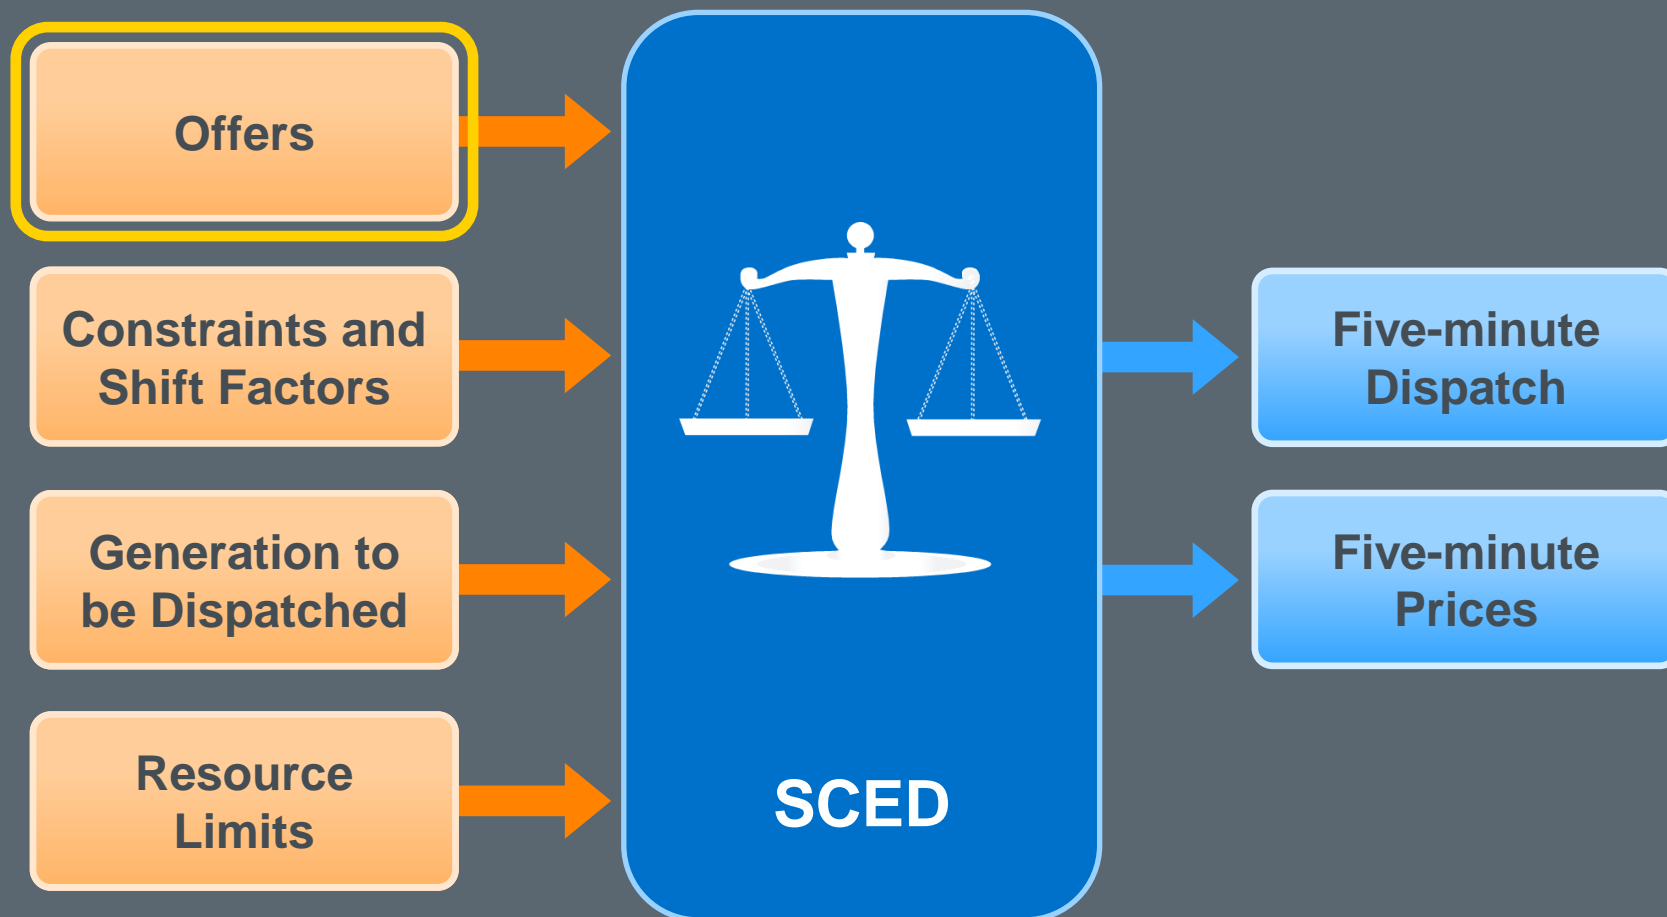 Offers
Constraints and
Shift Factors
Generation to
be Dispatched
Resource
Limits
SCED
Five-minute
Dispatch
Five-minute
Prices